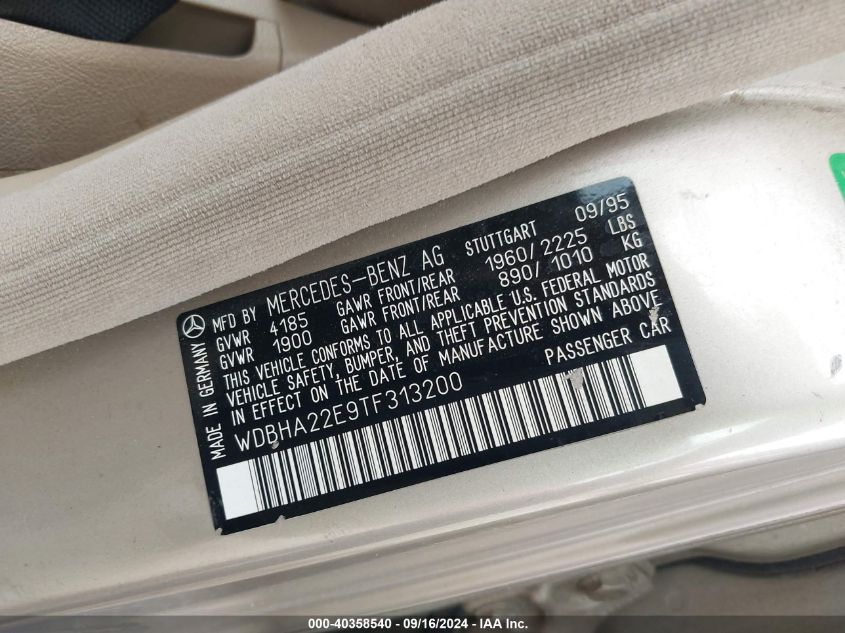 MADE IN GERMANY
MFD BY MERCEDES-BENZ AG STUTTGART 09/95
GVWR 4185 GAWR FRONT/REAR 1960/2225 LBS
GVWR 1900 GAWR FRONT/REAR 890/1010 KG
THIS VEHICLE CONFORMS TO ALL APPLICABLE U.S. FEDERAL MOTOR
VEHICLE SAFETY, BUMPER, AND THEFT PREVENTION STANDARDS
IN EFFECT ON THE DATE OF MANUFACTURE SHOWN ABOVE
WDBHA22E9TF313200 PASSENGER CAR
000-40358540 - 09/16/2024 - www.iaai.com